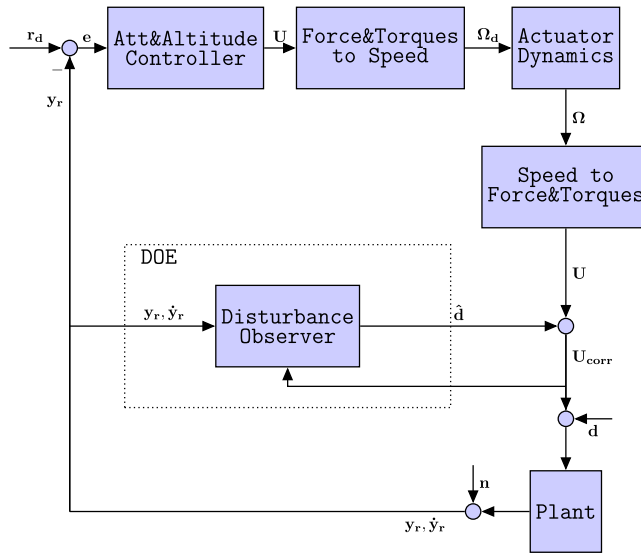 r_d
e
Att&Altitude
Controller
U
Force&Torques
to Speed
Ω_d
Actuator
Dynamics
−
y_r
Ω
Speed to
Force&Torques
DOE
U
y_r, ẏ_r
Disturbance
Observer
d̂
U_corr
d
n
y_r, ẏ_r
Plant